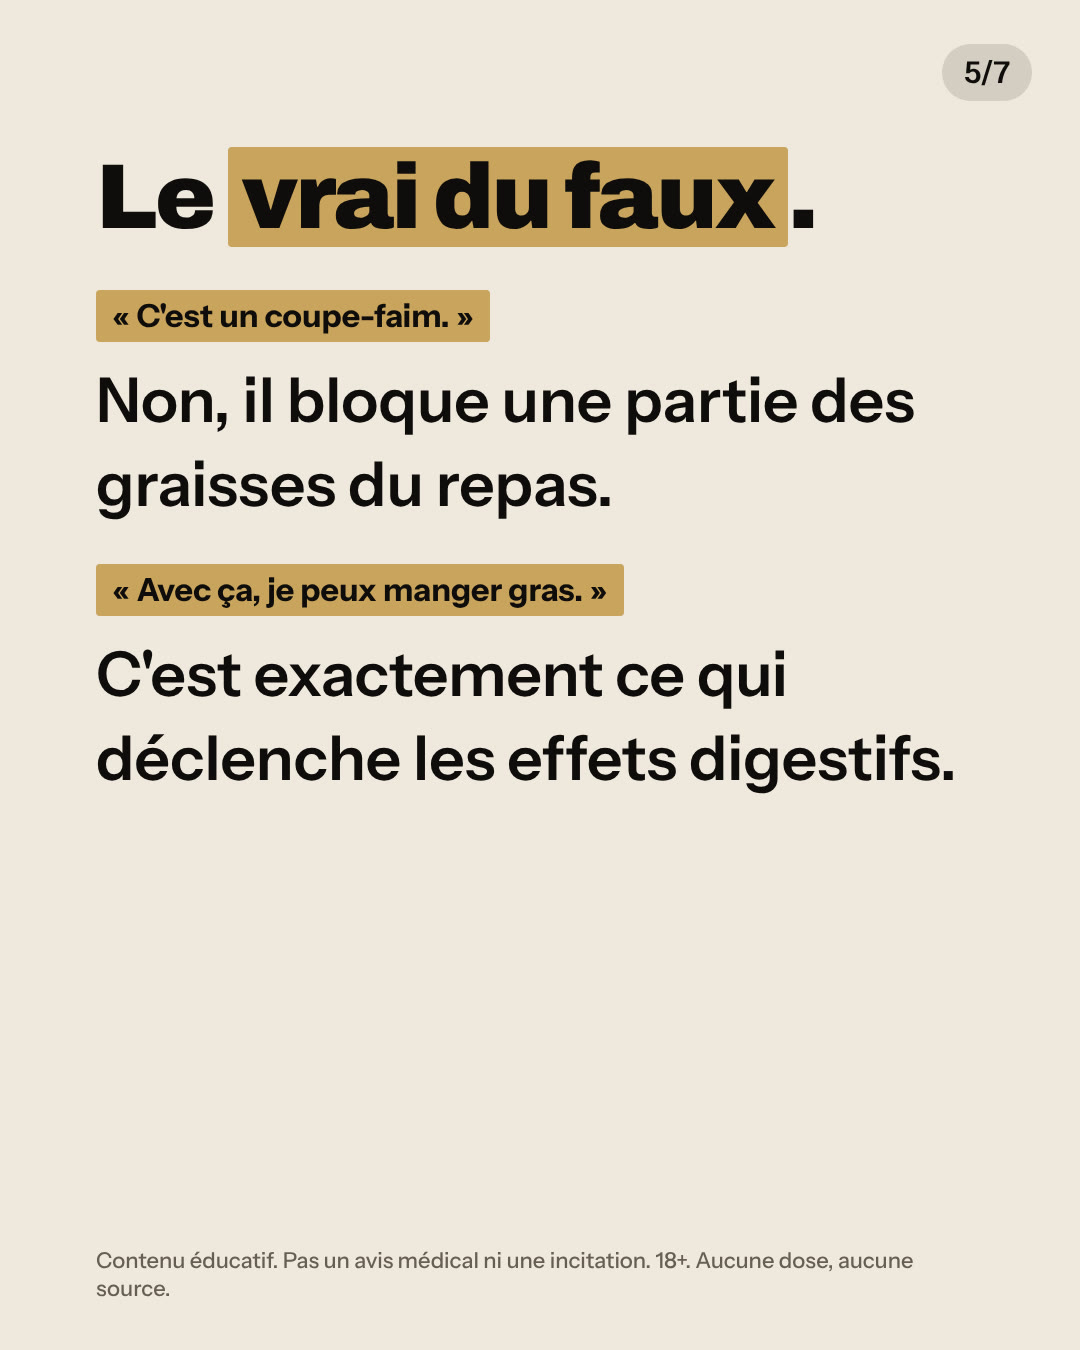 5/7
Le vrai du faux.
« C'est un coupe-faim. »
Non, il bloque une partie des
graisses du repas.
« Avec ça, je peux manger gras. »
C'est exactement ce qui
déclenche les effets digestifs.
Contenu éducatif. Pas un avis médical ni une incitation. 18+. Aucune dose, aucune
source.